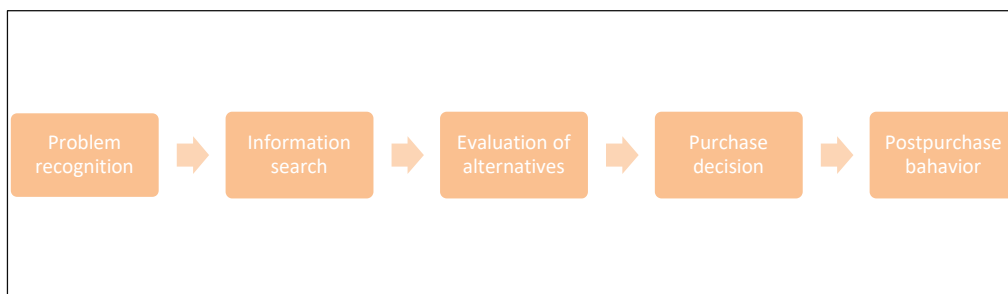 Problem
recognition
Information
search
Evaluation of
alternatives
Purchase
decision
Postpurchase
bahavior